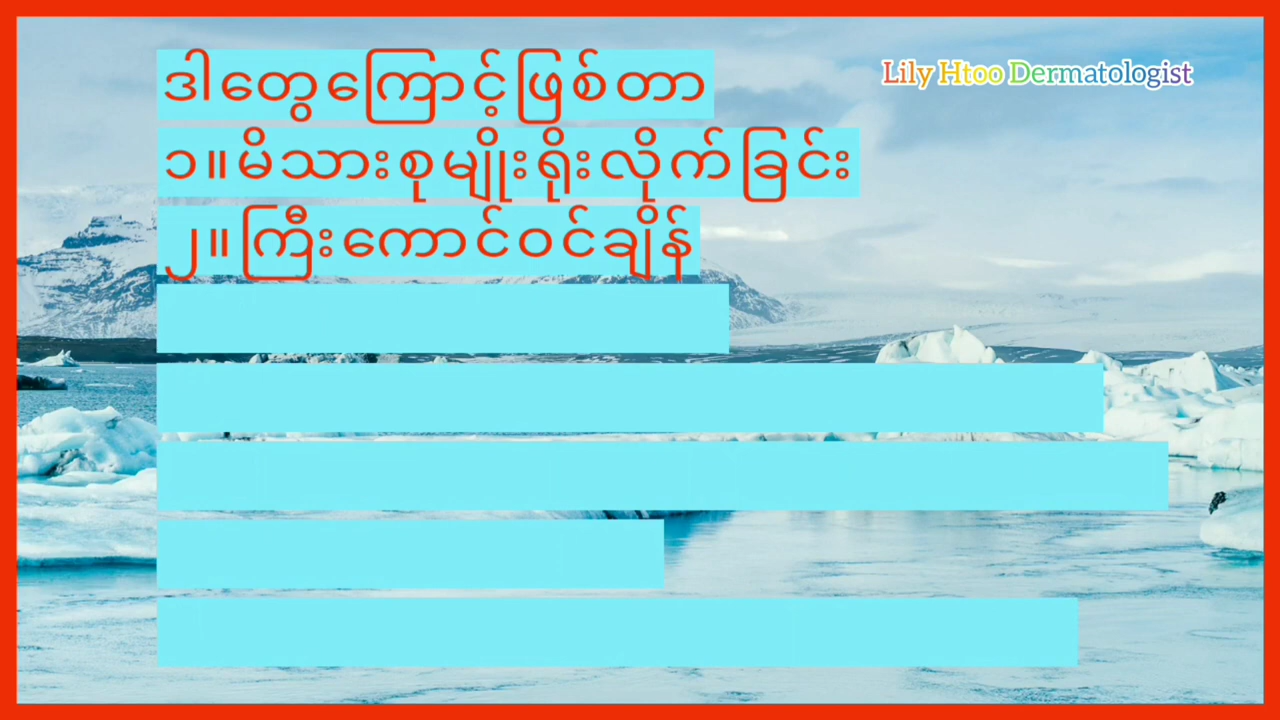 Lily Htoo Dermatologist
ဒါတွေကြောင့်ဖြစ်တာ
၁။မိသားစုမျိုးရိုးလိုက်ခြင်း
၂။ကြီးကောင်ဝင်ချိန်